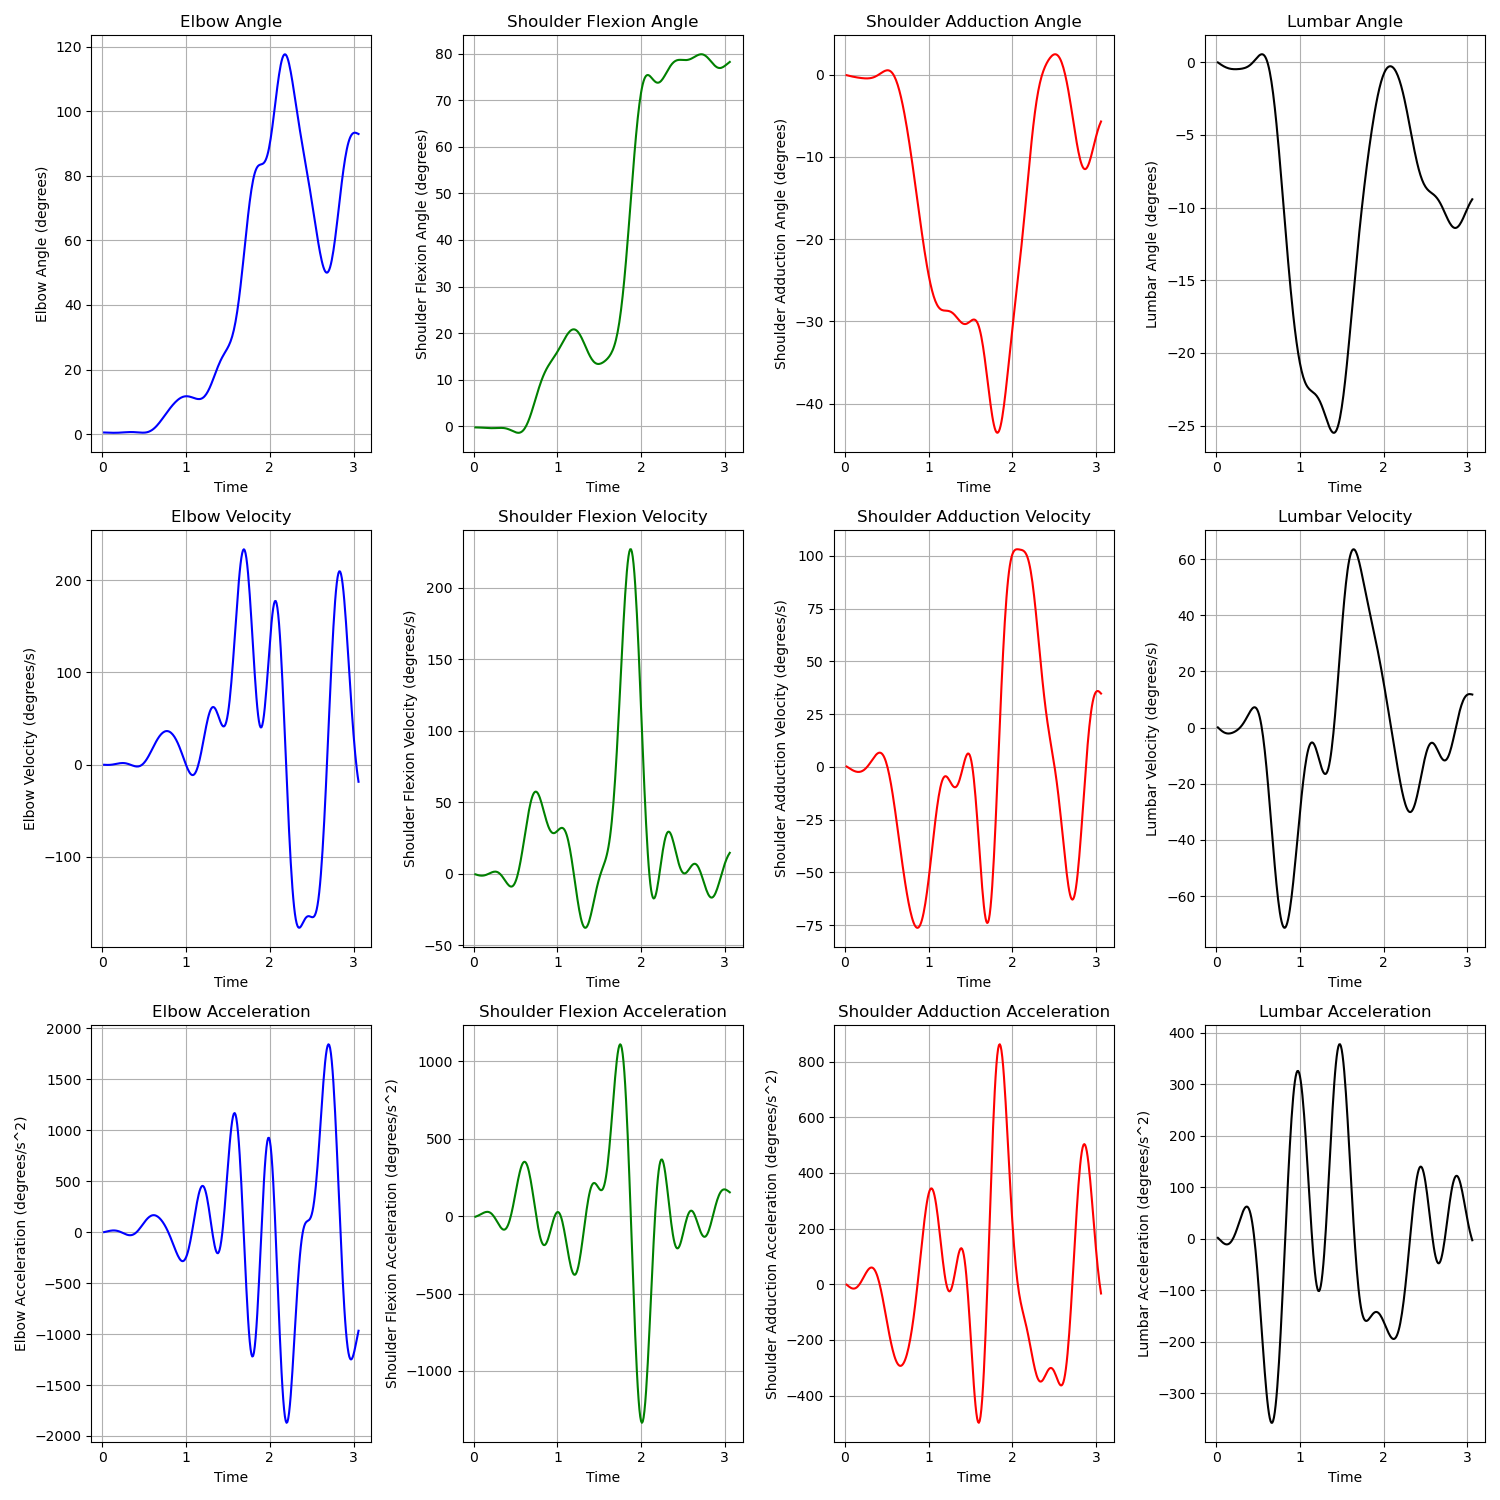 Elbow Angle
Elbow Angle (degrees)
120
100
80
60
40
20
0
0 1 2 3
Time
Shoulder Flexion Angle
Shoulder Flexion Angle (degrees)
80
70
60
50
40
30
20
10
0
0 1 2 3
Time
Shoulder Adduction Angle
Shoulder Adduction Angle (degrees)
0
−10
−20
−30
−40
0 1 2 3
Time
Lumbar Angle
Lumbar Angle (degrees)
0
−5
−10
−15
−20
−25
0 1 2 3
Time
Elbow Velocity
Elbow Velocity (degrees/s)
200
100
0
−100
0 1 2 3
Time
Shoulder Flexion Velocity
Shoulder Flexion Velocity (degrees/s)
200
150
100
50
0
−50
0 1 2 3
Time
Shoulder Adduction Velocity
Shoulder Adduction Velocity (degrees/s)
100
75
50
25
0
−25
−50
−75
0 1 2 3
Time
Lumbar Velocity
Lumbar Velocity (degrees/s)
60
40
20
0
−20
−40
−60
0 1 2 3
Time
Elbow Acceleration
Elbow Acceleration (degrees/s^2)
2000
1500
1000
500
0
−500
−1000
−1500
−2000
0 1 2 3
Time
Shoulder Flexion Acceleration
Shoulder Flexion Acceleration (degrees/s^2)
1000
500
0
−500
−1000
0 1 2 3
Time
Shoulder Adduction Acceleration
Shoulder Adduction Acceleration (degrees/s^2)
800
600
400
200
0
−200
−400
0 1 2 3
Time
Lumbar Acceleration
Lumbar Acceleration (degrees/s^2)
400
300
200
100
0
−100
−200
−300
0 1 2 3
Time